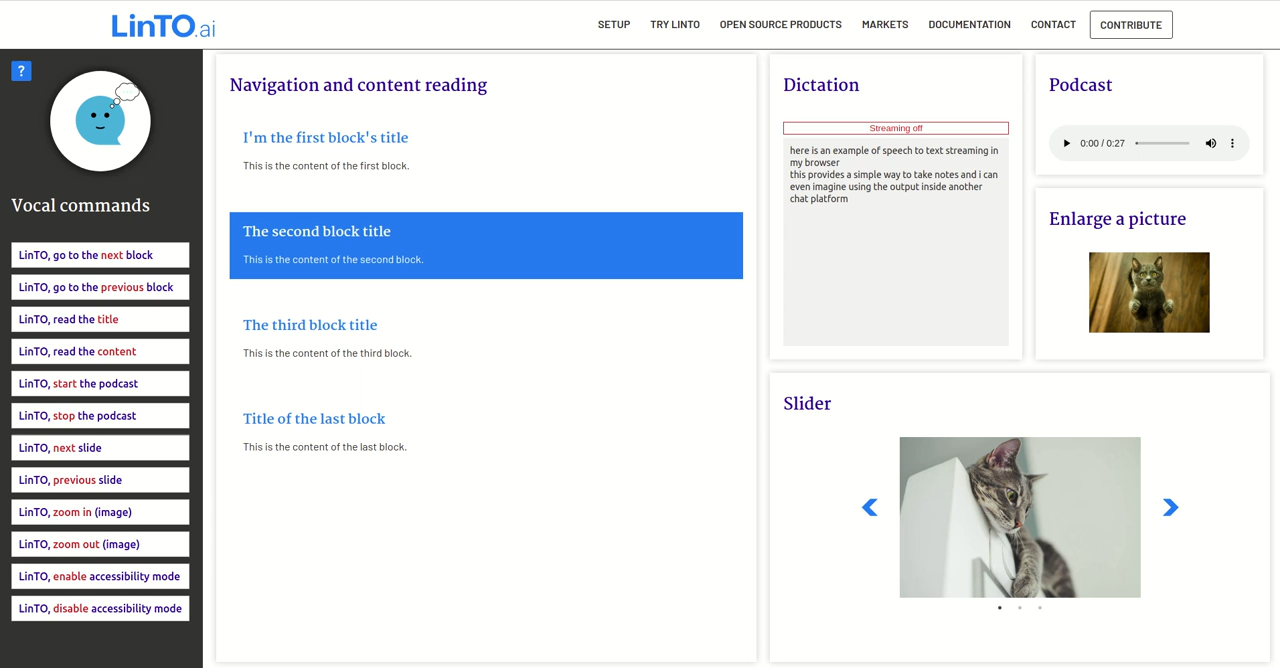 LinTO.ai
SETUP TRY LINTO OPEN SOURCE PRODUCTS MARKETS DOCUMENTATION CONTACT CONTRIBUTE
?
Vocal commands
LinTO, go to the next block
LinTO, go to the previous block
LinTO, read the title
LinTO, read the content
LinTO, start the podcast
LinTO, stop the podcast
LinTO, next slide
LinTO, previous slide
LinTO, zoom in (image)
LinTO, zoom out (image)
LinTO, enable accessibility mode
LinTO, disable accessibility mode
Navigation and content reading
I'm the first block's title
This is the content of the first block.
The second block title
This is the content of the second block.
The third block title
This is the content of the third block.
Title of the last block
This is the content of the last block.
Dictation
Streaming off
here is an example of speech to text streaming in
my browser
this provides a simple way to take notes and i can
even imagine using the output inside another
chat platform
Podcast
0:00 / 0:27
Enlarge a picture
Slider